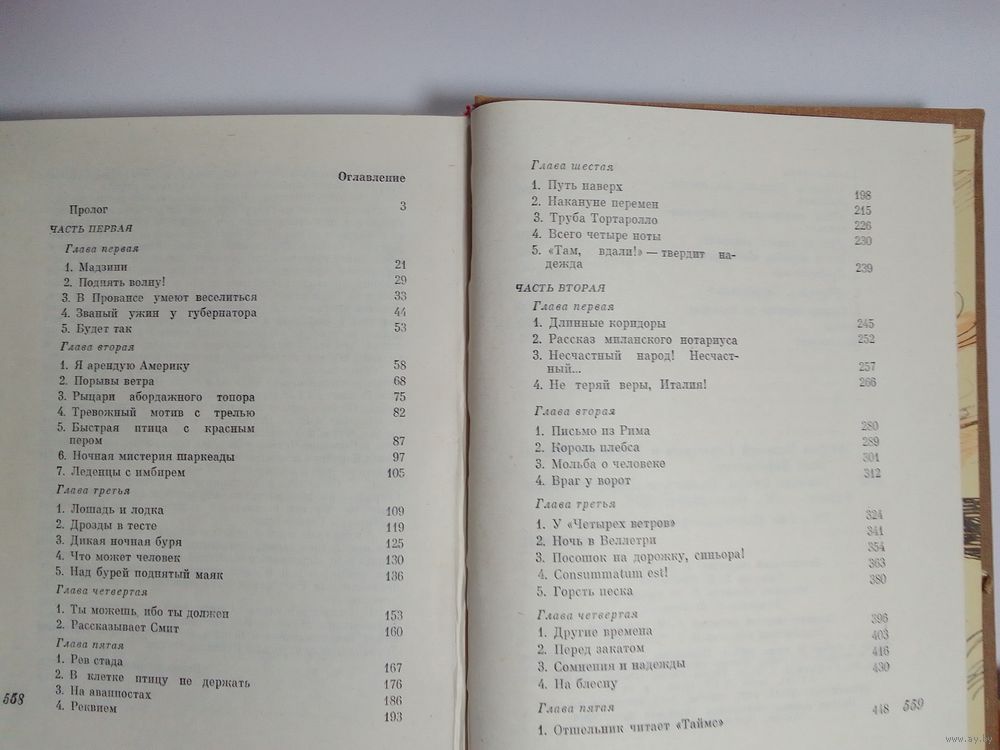 Оглавление
Пролог 3
ЧАСТЬ ПЕРВАЯ
Глава первая
1. Мадзини 21
2. Поднять волну! 29
3. В Провансе умеют веселиться 33
4. Званый ужин у губернатора 44
5. Будет так 53
Глава вторая
1. Я арендую Америку 58
2. Порывы ветра 68
3. Рыцари абордажного топора 75
4. Тревожный мотив с трелью 82
5. Быстрая птица с красным
пером 87
6. Ночная мистерия шаркеады 97
7. Леденцы с имбирем 105
Глава третья
1. Лошадь и лодка 109
2. Дрозды в тесте 119
3. Дикая ночная буря 125
4. Что может человек 130
5. Над бурей поднятый маяк 136
Глава четвертая
1. Ты можешь, ибо ты должен 153
2. Рассказывает Смит 160
Глава пятая
1. Рев стада 167
2. В клетке птицу не держать 176
3. На аванпостах 186
4. Реквием 193
558
Глава шестая
1. Путь наверх 198
2. Накануне перемен 215
3. Труба Тортаролло 226
4. Всего четыре ноты 230
5. «Там, вдали!» — твердит на-
дежда 239
ЧАСТЬ ВТОРАЯ
Глава первая
1. Длинные коридоры 245
2. Рассказ миланского нотариуса 252
3. Несчастный народ! Несчаст-
ный... 257
4. Не теряй веры, Италия! 266
Глава вторая
1. Письмо из Рима 280
2. Король плебса 289
3. Мольба о человеке 301
4. Враг у ворот 312
Глава третья
1. У «Четырех ветров» 324
2. Ночь в Веллетри 341
3. Посошок на дорожку, синьора! 354
4. Consummatum est! 363
5. Горсть песка 380
Глава четвертая
1. Другие времена 396
2. Перед закатом 403
3. Сомнения и надежды 416
4. На блесну 430
Глава пятая
1. Отшельник читает «Таймс» 448
559
www.ay.by